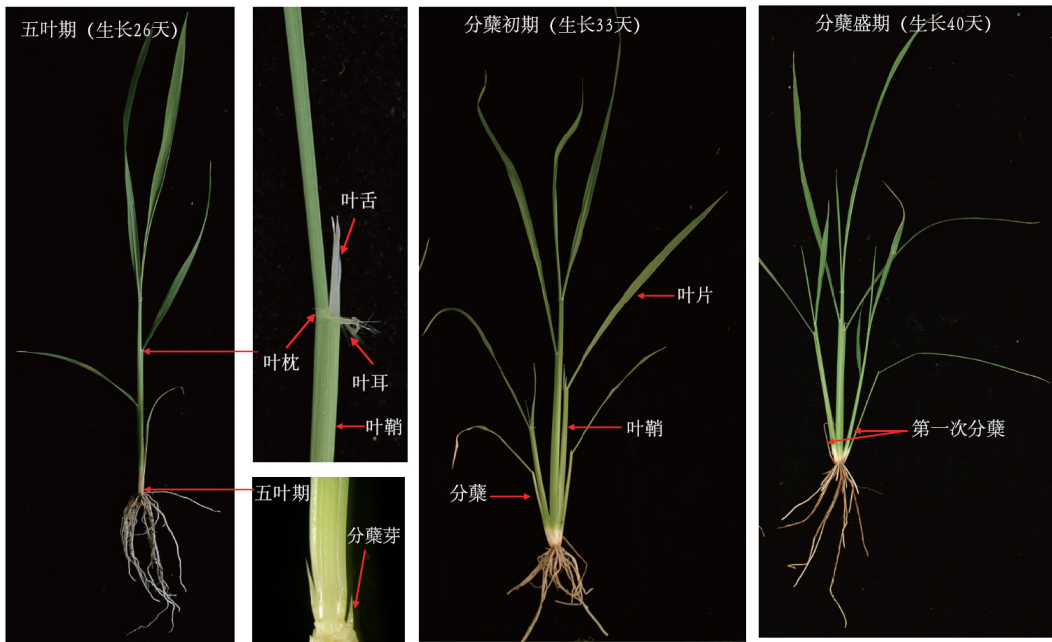 五叶期（生长26天）
叶舌
叶枕
叶耳
叶鞘
五叶期
分蘖芽
分蘖初期（生长33天）
叶片
叶鞘
分蘖
分蘖盛期（生长40天）
第一次分蘖